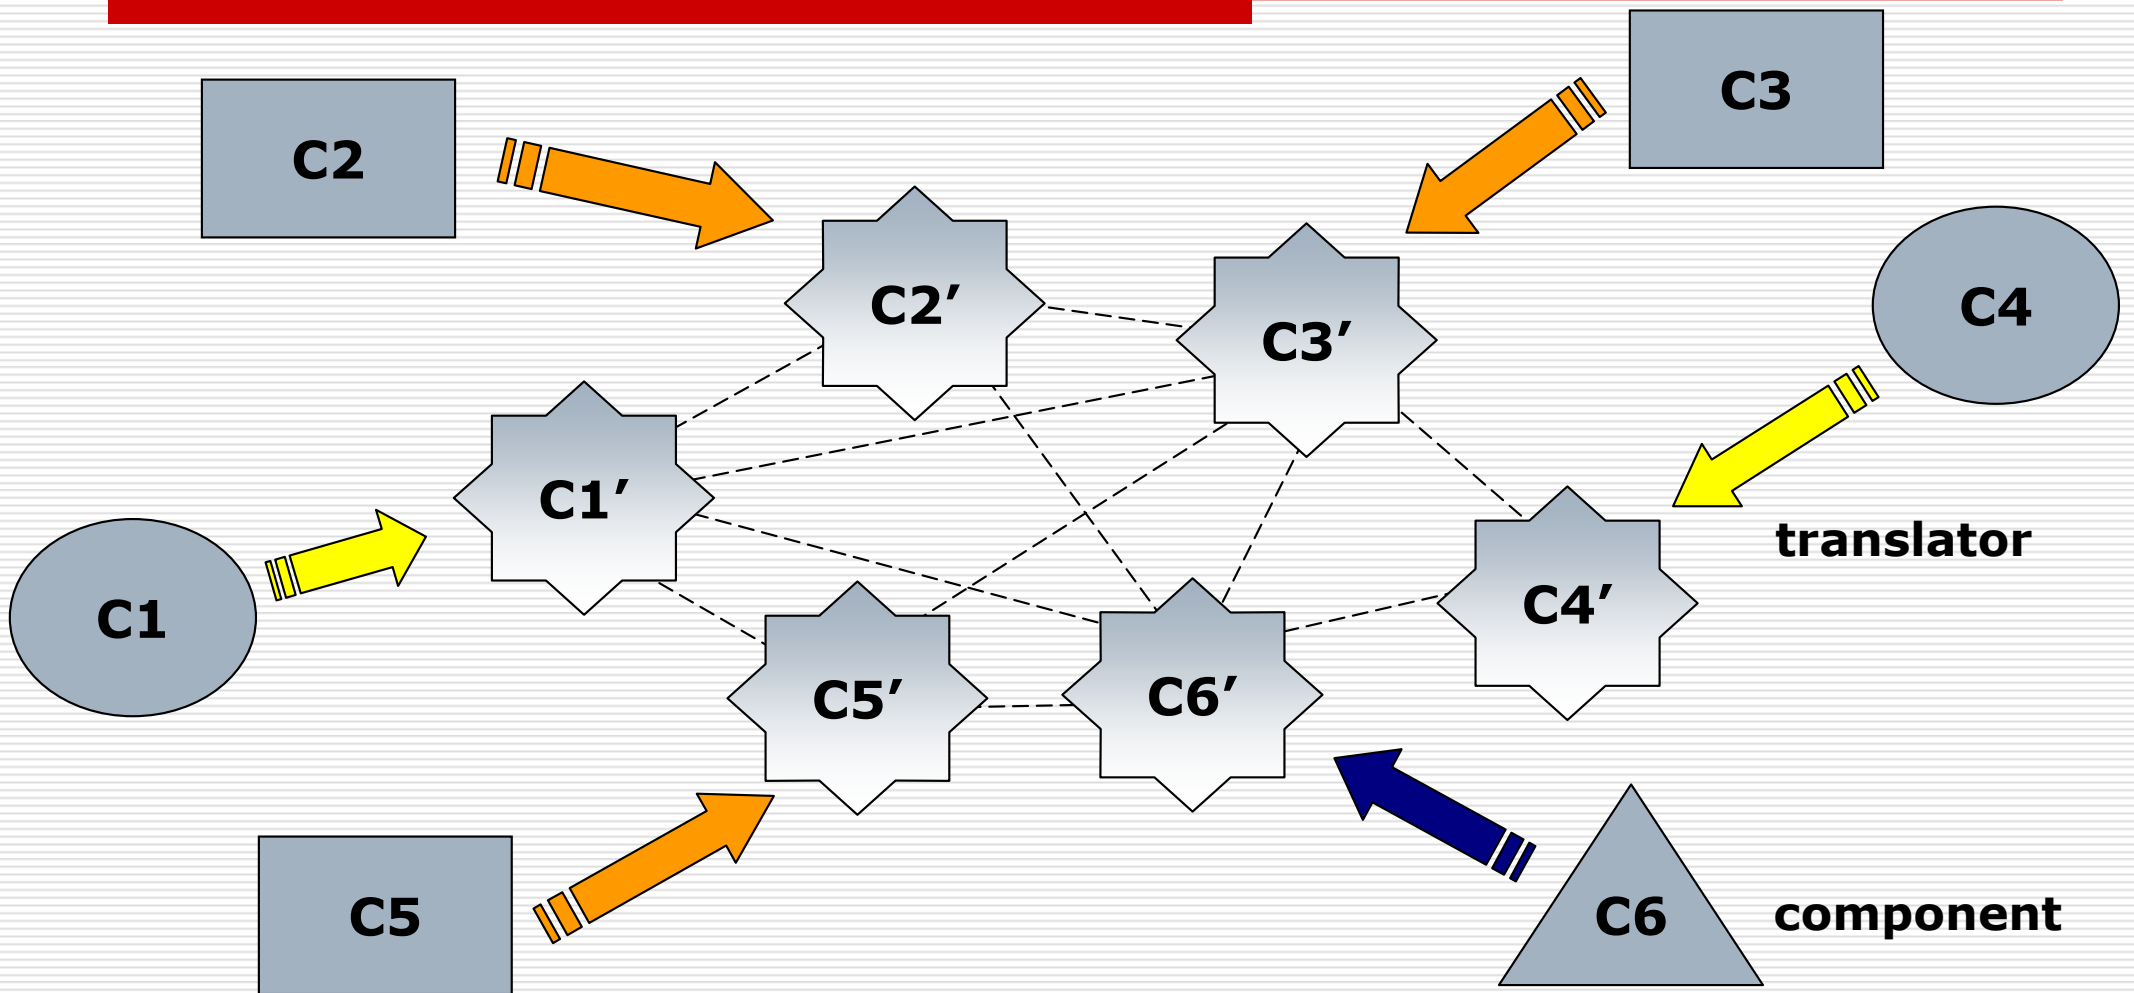 C3
C2
C2′
C4
C3′
C1′
translator
C4′
C1
C6′
C5′
C5
C6
component